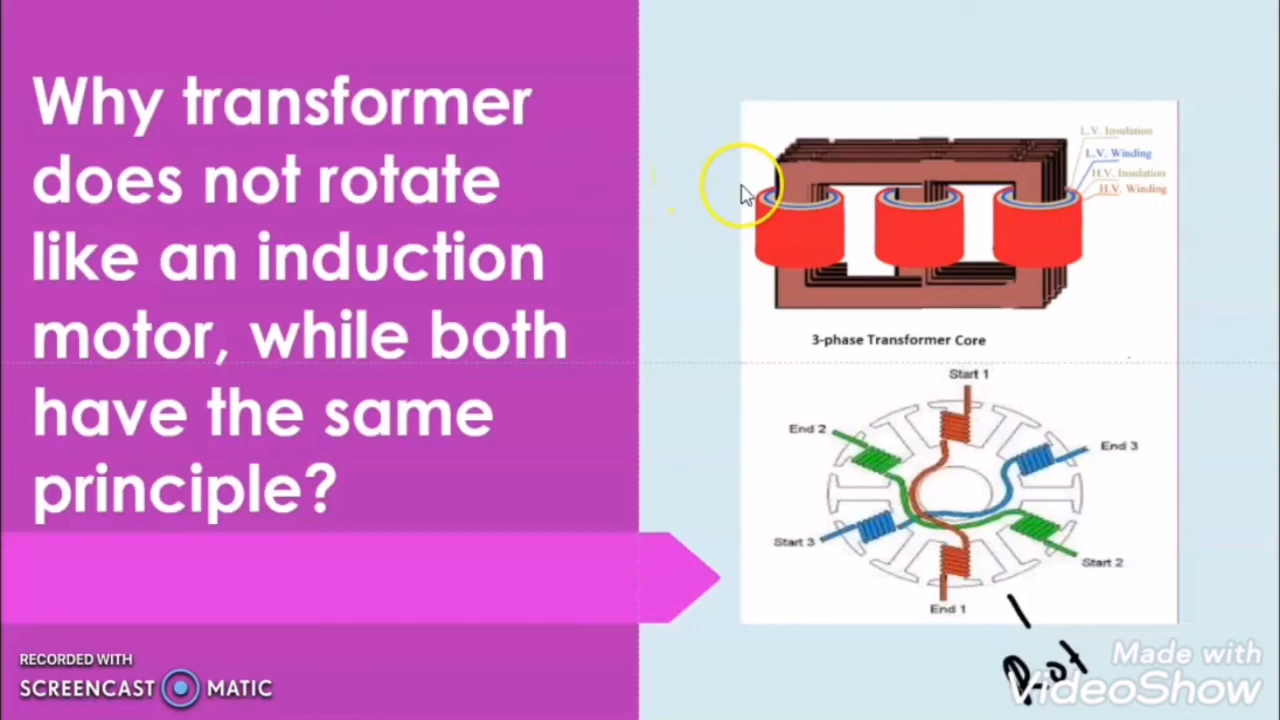 Why transformer
does not rotate
like an induction
motor, while both
have the same
principle?
L.V. Insulation
L.V. Winding
H.V. Insulation
H.V. Winding
3-phase Transformer Core
Start 1
End 2
End 3
Start 3
Start 2
End 1
Rot
RECORDED WITH
SCREENCAST MATIC
Made with
VideoShow